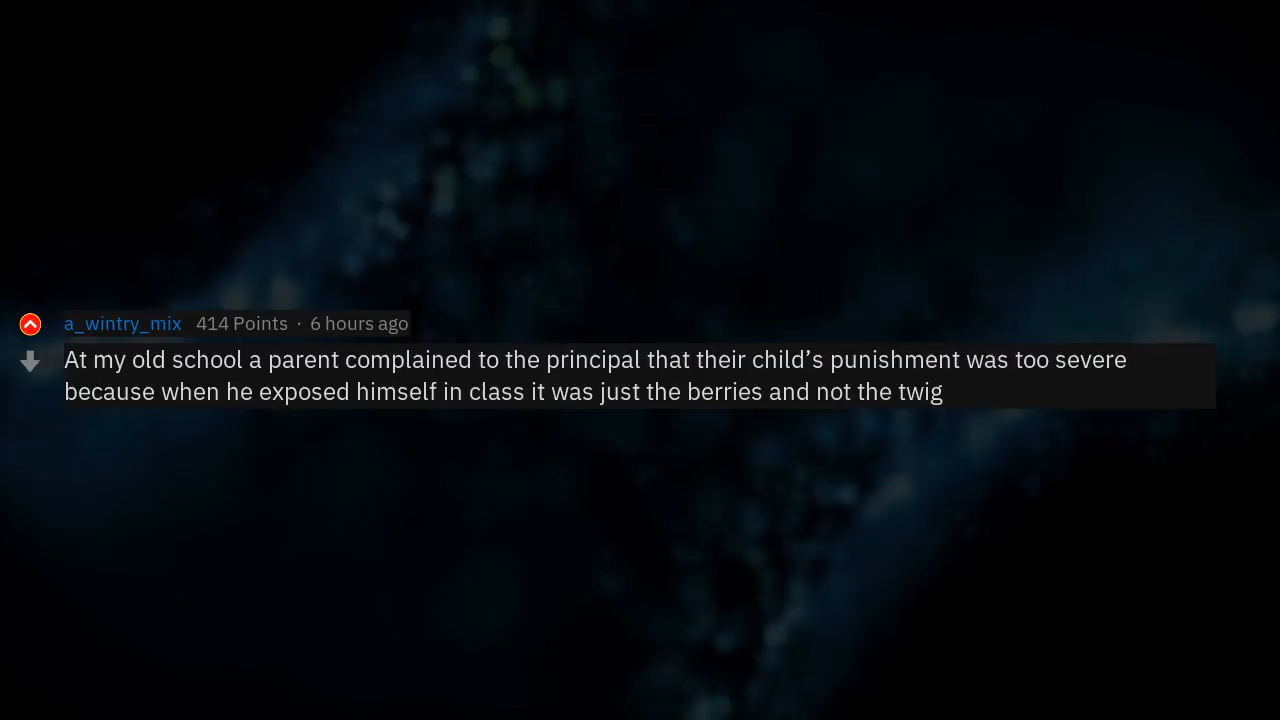 a_wintry_mix 414 Points · 6 hours ago
At my old school a parent complained to the principal that their child’s punishment was too severe
because when he exposed himself in class it was just the berries and not the twig